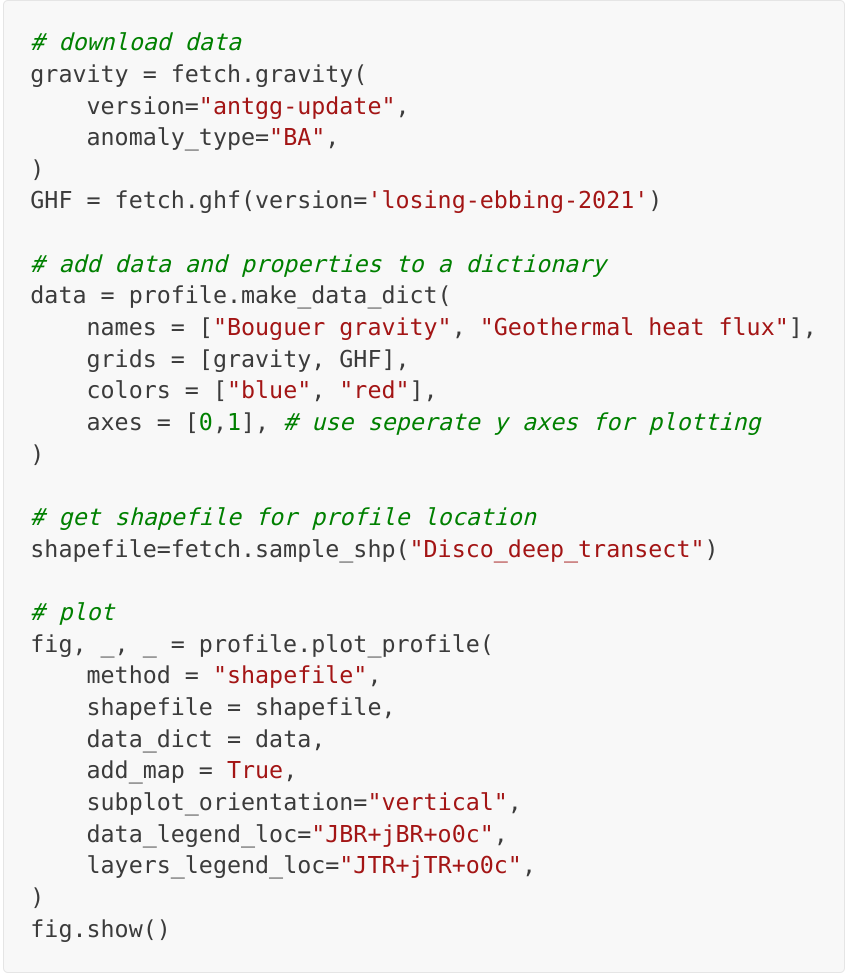 # download data
gravity = fetch.gravity(
    version="antgg-update",
    anomaly_type="BA",
)
GHF = fetch.ghf(version='losing-ebbing-2021')

# add data and properties to a dictionary
data = profile.make_data_dict(
    names = ["Bouguer gravity", "Geothermal heat flux"],
    grids = [gravity, GHF],
    colors = ["blue", "red"],
    axes = [0,1], # use seperate y axes for plotting
)

# get shapefile for profile location
shapefile=fetch.sample_shp("Disco_deep_transect")

# plot
fig, _, _ = profile.plot_profile(
    method = "shapefile",
    shapefile = shapefile,
    data_dict = data,
    add_map = True,
    subplot_orientation="vertical",
    data_legend_loc="JBR+jBR+o0c",
    layers_legend_loc="JTR+jTR+o0c",
)
fig.show()